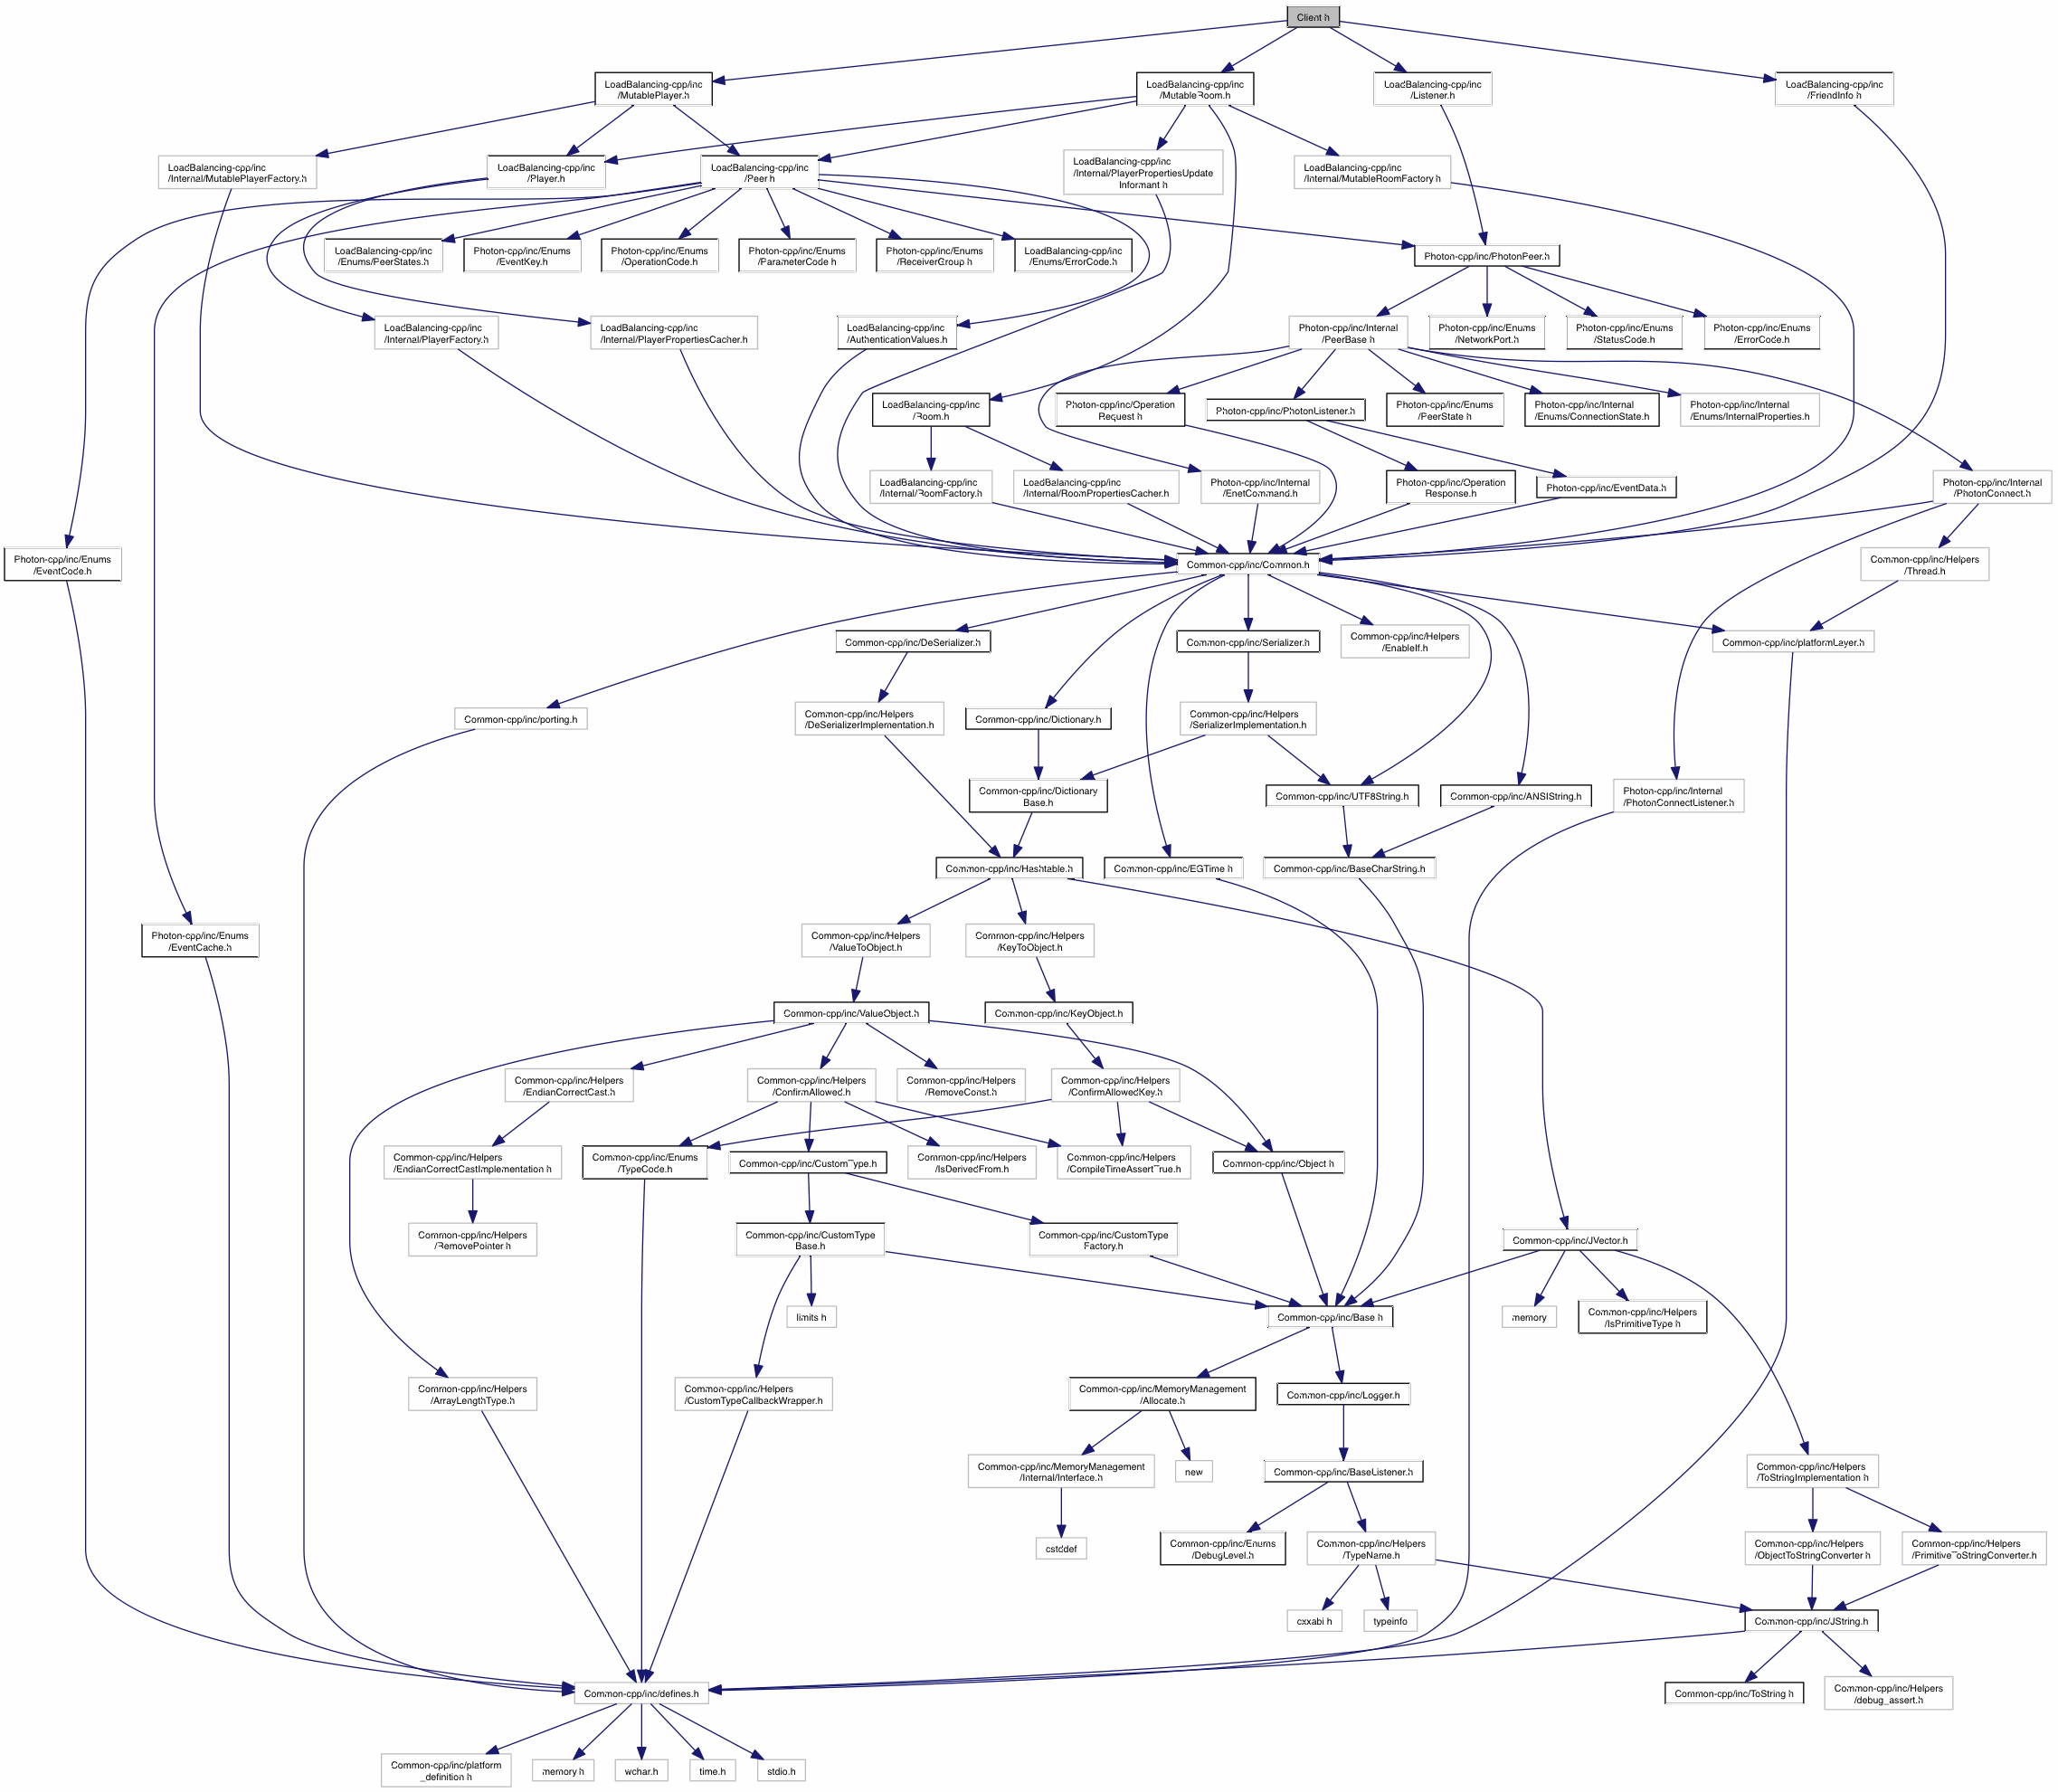 Client.h
LoadBalancing-cpp/inc
/MutablePlayer.h
LoadBalancing-cpp/inc
/MutableRoom.h
LoadBalancing-cpp/inc
/Listener.h
LoadBalancing-cpp/inc
/FriendInfo.h
LoadBalancing-cpp/inc
/Internal/MutablePlayerFactory.h
LoadBalancing-cpp/inc
/Player.h
LoadBalancing-cpp/inc
/Peer.h
LoadBalancing-cpp/inc
/Internal/PlayerPropertiesUpdate
Informant.h
LoadBalancing-cpp/inc
/Internal/MutableRoomFactory.h
LoadBalancing-cpp/inc
/Enums/PeerStates.h
Photon-cpp/inc/Enums
/EventKey.h
Photon-cpp/inc/Enums
/OperationCode.h
Photon-cpp/inc/Enums
/ParameterCode.h
Photon-cpp/inc/Enums
/ReceiverGroup.h
LoadBalancing-cpp/inc
/Enums/ErrorCode.h
Photon-cpp/inc/PhotonPeer.h
LoadBalancing-cpp/inc
/Internal/PlayerFactory.h
LoadBalancing-cpp/inc
/Internal/PlayerPropertiesCacher.h
LoadBalancing-cpp/inc
/AuthenticationValues.h
Photon-cpp/inc/Internal
/PeerBase.h
Photon-cpp/inc/Enums
/NetworkPort.h
Photon-cpp/inc/Enums
/StatusCode.h
Photon-cpp/inc/Enums
/ErrorCode.h
LoadBalancing-cpp/inc
/Room.h
Photon-cpp/inc/Operation
Request.h
Photon-cpp/inc/PhotonListener.h
Photon-cpp/inc/Enums
/PeerState.h
Photon-cpp/inc/Internal
/Enums/ConnectionState.h
Photon-cpp/inc/Internal
/Enums/InternalProperties.h
LoadBalancing-cpp/inc
/Internal/RoomFactory.h
LoadBalancing-cpp/inc
/Internal/RoomPropertiesCacher.h
Photon-cpp/inc/Internal
/EnetCommand.h
Photon-cpp/inc/Operation
Response.h
Photon-cpp/inc/EventData.h
Photon-cpp/inc/Internal
/PhotonConnect.h
Photon-cpp/inc/Enums
/EventCode.h
Common-cpp/inc/Common.h
Common-cpp/inc/Helpers
/Thread.h
Common-cpp/inc/DeSerializer.h
Common-cpp/inc/Serializer.h
Common-cpp/inc/Helpers
/EnableIf.h
Common-cpp/inc/platformLayer.h
Common-cpp/inc/porting.h
Common-cpp/inc/Helpers
/DeSerializerImplementation.h
Common-cpp/inc/Dictionary.h
Common-cpp/inc/Helpers
/SerializerImplementation.h
Common-cpp/inc/Dictionary
Base.h
Common-cpp/inc/UTF8String.h
Common-cpp/inc/ANSIString.h
Photon-cpp/inc/Internal
/PhotonConnectListener.h
Common-cpp/inc/Hashtable.h
Common-cpp/inc/EGTime.h
Common-cpp/inc/BaseCharString.h
Photon-cpp/inc/Enums
/EventCache.h
Common-cpp/inc/Helpers
/ValueToObject.h
Common-cpp/inc/Helpers
/KeyToObject.h
Common-cpp/inc/ValueObject.h
Common-cpp/inc/KeyObject.h
Common-cpp/inc/Helpers
/EndianCorrectCast.h
Common-cpp/inc/Helpers
/ConfirmAllowed.h
Common-cpp/inc/Helpers
/RemoveConst.h
Common-cpp/inc/Helpers
/ConfirmAllowedKey.h
Common-cpp/inc/Helpers
/EndianCorrectCastImplementation.h
Common-cpp/inc/Enums
/TypeCode.h
Common-cpp/inc/CustomType.h
Common-cpp/inc/Helpers
/IsDerivedFrom.h
Common-cpp/inc/Helpers
/CompileTimeAssertTrue.h
Common-cpp/inc/Object.h
Common-cpp/inc/Helpers
/RemovePointer.h
Common-cpp/inc/CustomType
Base.h
Common-cpp/inc/CustomType
Factory.h
Common-cpp/inc/JVector.h
limits.h
Common-cpp/inc/Base.h
memory
Common-cpp/inc/Helpers
/IsPrimitiveType.h
Common-cpp/inc/Helpers
/ArrayLengthType.h
Common-cpp/inc/Helpers
/CustomTypeCallbackWrapper.h
Common-cpp/inc/MemoryManagement
/Allocate.h
Common-cpp/inc/Logger.h
Common-cpp/inc/MemoryManagement
/Internal/Interface.h
new
Common-cpp/inc/BaseListener.h
Common-cpp/inc/Helpers
/ToStringImplementation.h
cstddef
Common-cpp/inc/Enums
/DebugLevel.h
Common-cpp/inc/Helpers
/TypeName.h
Common-cpp/inc/Helpers
/ObjectToStringConverter.h
Common-cpp/inc/Helpers
/PrimitiveToStringConverter.h
cxxabi.h
typeinfo
Common-cpp/inc/JString.h
Common-cpp/inc/defines.h
Common-cpp/inc/ToString.h
Common-cpp/inc/Helpers
/debug_assert.h
Common-cpp/inc/platform
_definition.h
memory.h
wchar.h
time.h
stdio.h